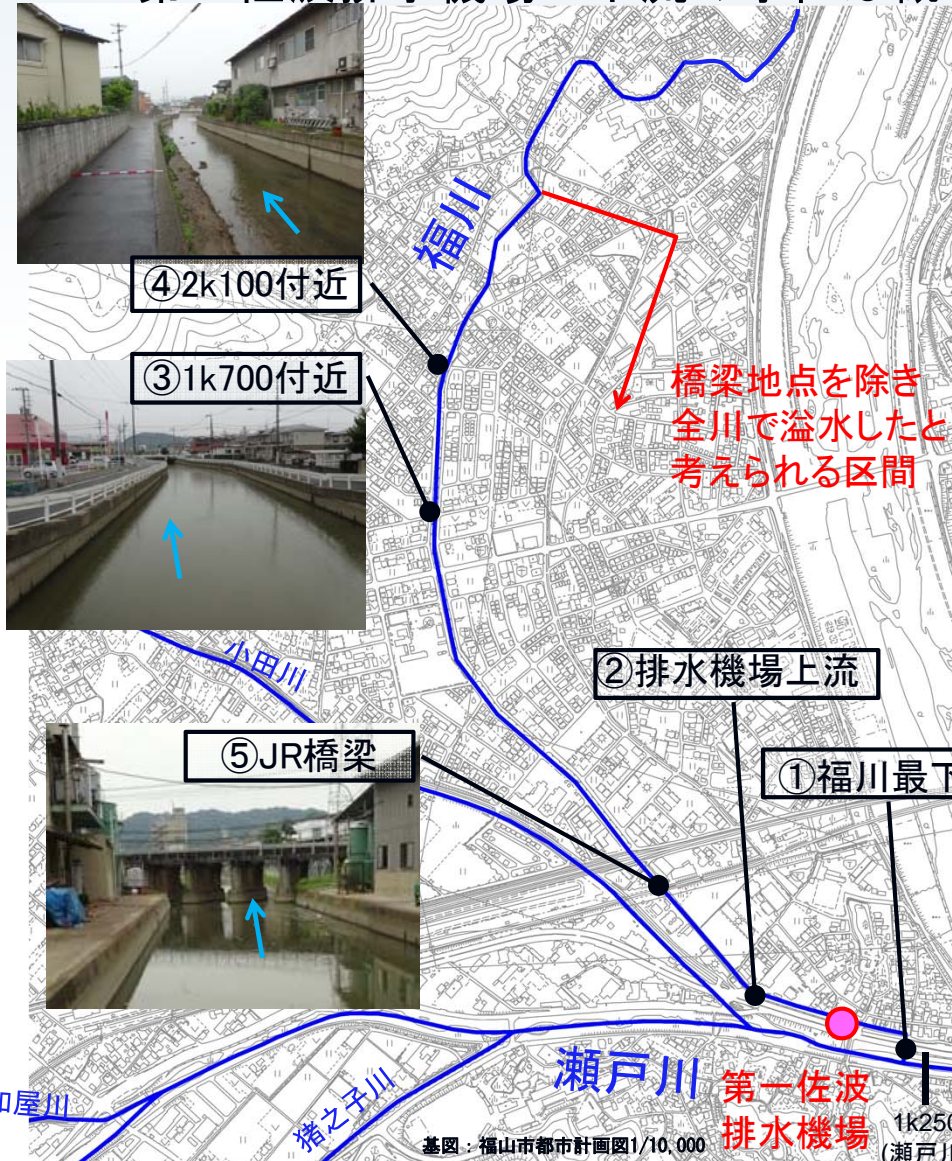 福川
④2k100付近
③1k700付近
橋梁地点を除き
全川で溢水したと
考えられる区間
小田川
②排水機場上流
⑤JR橋梁
①福川最下
瀬戸川
第一佐波
排水機場
猪之子川
屋川
1k250
(瀬戸川
基図：福山市都市計画図1/10,000